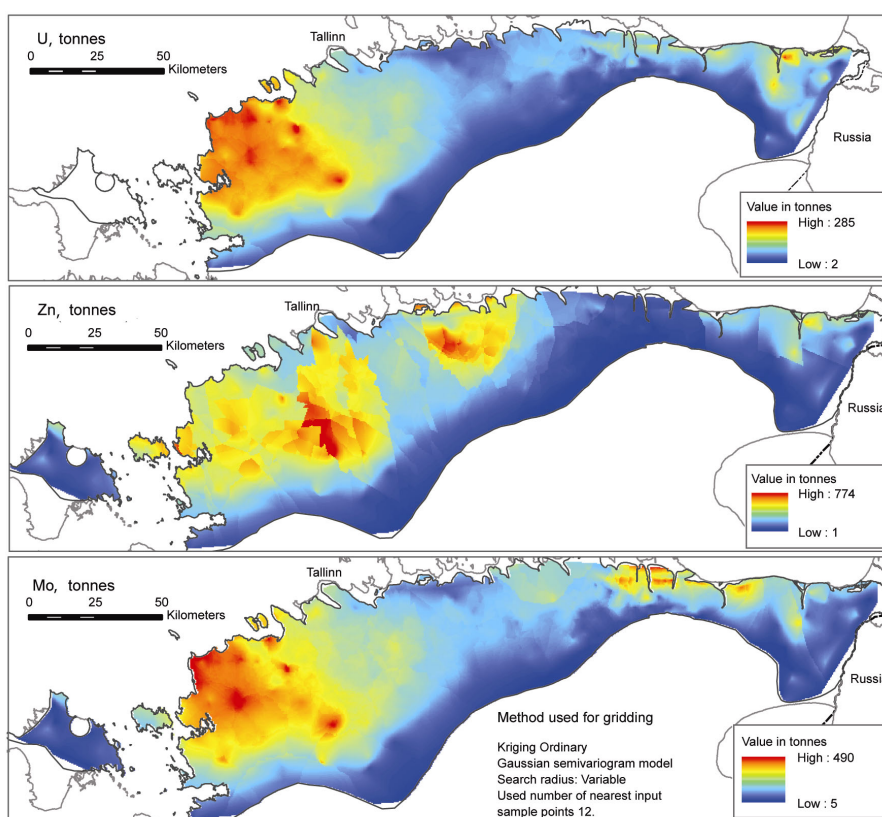 U, tonnes
0 25 50
Kilometers
Tallinn
Russia
Value in tonnes
High : 285
Low : 2
Zn, tonnes
0 25 50
Kilometers
Tallinn
Russia
Value in tonnes
High : 774
Low : 1
Mo, tonnes
0 25 50
Kilometers
Tallinn
Russi
Method used for gridding
Kriging Ordinary
Gaussian semivariogram model
Search radius: Variable
Used number of nearest input
sample points 12.
Value in tonnes
High : 490
Low : 5